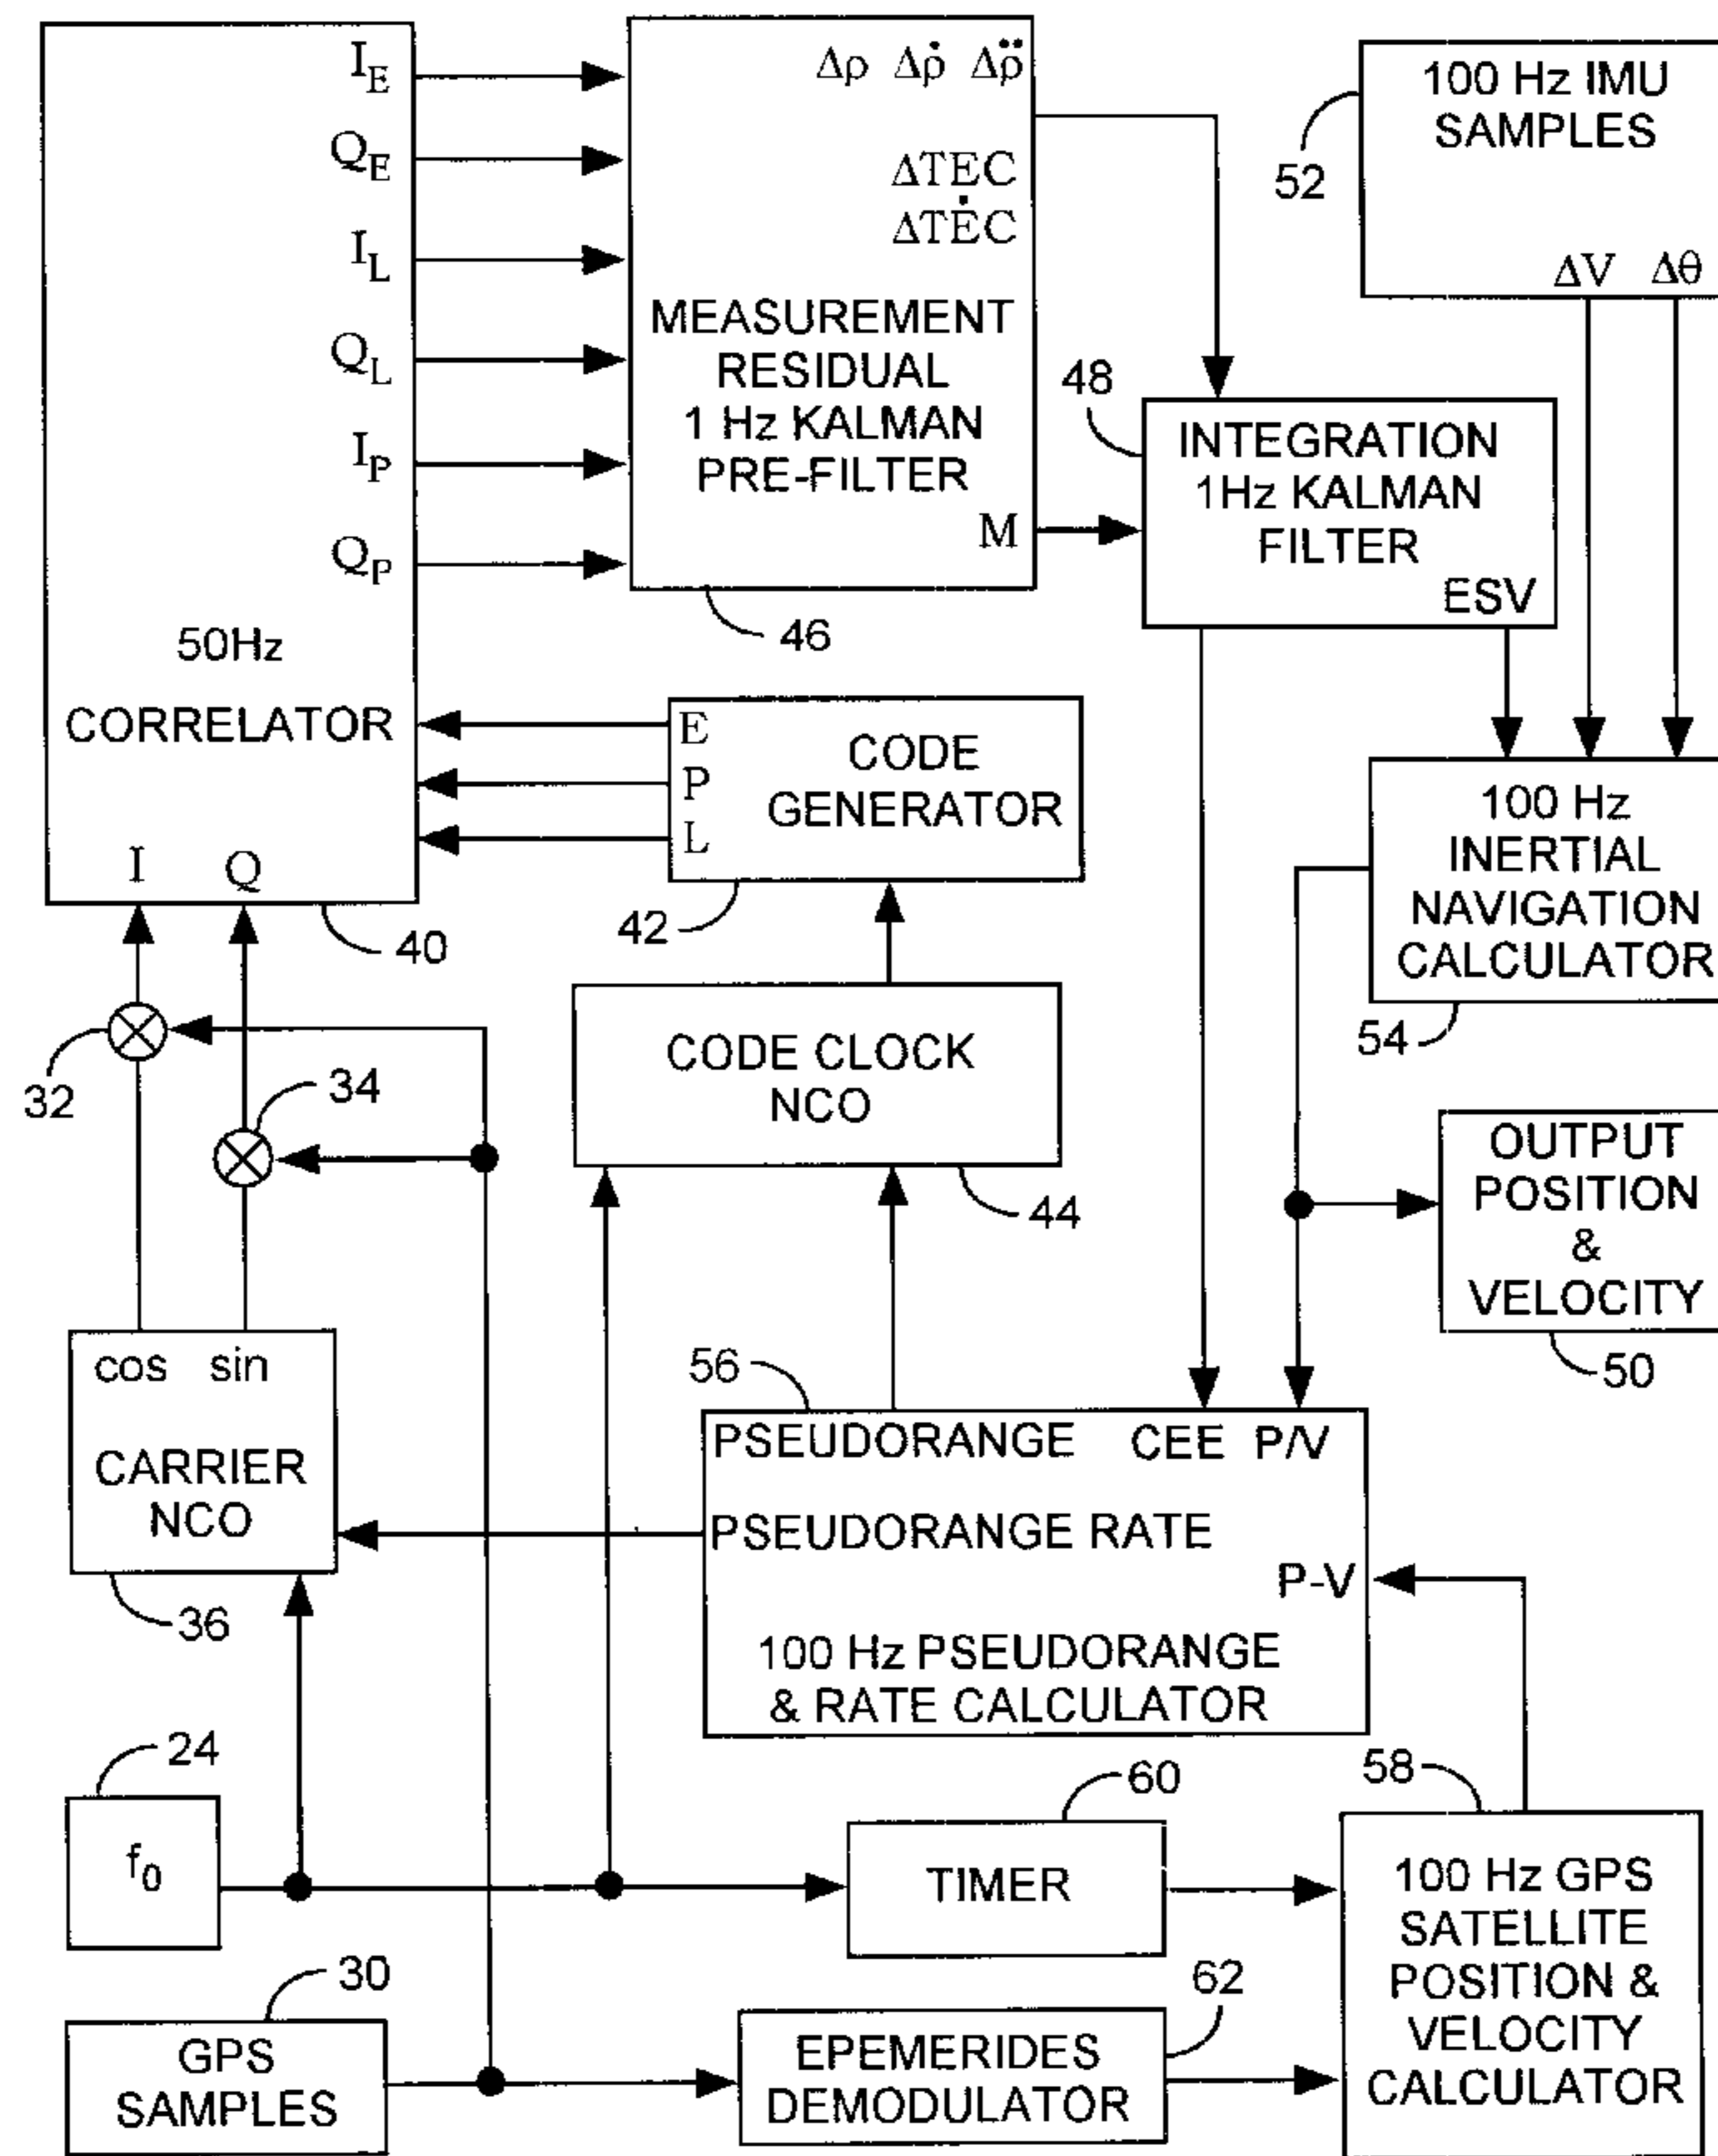 I_E
Q_E
I_L
Q_L
I_P
Q_P
50Hz
CORRELATOR
I Q
40
Δρ Δρ̇ Δρ̈
ΔTEC
ΔTĖC
MEASUREMENT
RESIDUAL
1 Hz KALMAN
PRE-FILTER
M
46
100 Hz IMU
SAMPLES
ΔV Δθ
52
48
INTEGRATION
1Hz KALMAN
FILTER
ESV
E
P
L
CODE
GENERATOR
42
100 Hz
INERTIAL
NAVIGATION
CALCULATOR
54
32
34
CODE CLOCK
NCO
44
OUTPUT
POSITION
&
VELOCITY
50
cos sin
CARRIER
NCO
36
56
PSEUDORANGE CEE P/V
PSEUDORANGE RATE
P-V
100 Hz PSEUDORANGE
& RATE CALCULATOR
24
f₀
60
TIMER
58
100 Hz GPS
SATELLITE
POSITION &
VELOCITY
CALCULATOR
30
GPS
SAMPLES
62
EPEMERIDES
DEMODULATOR